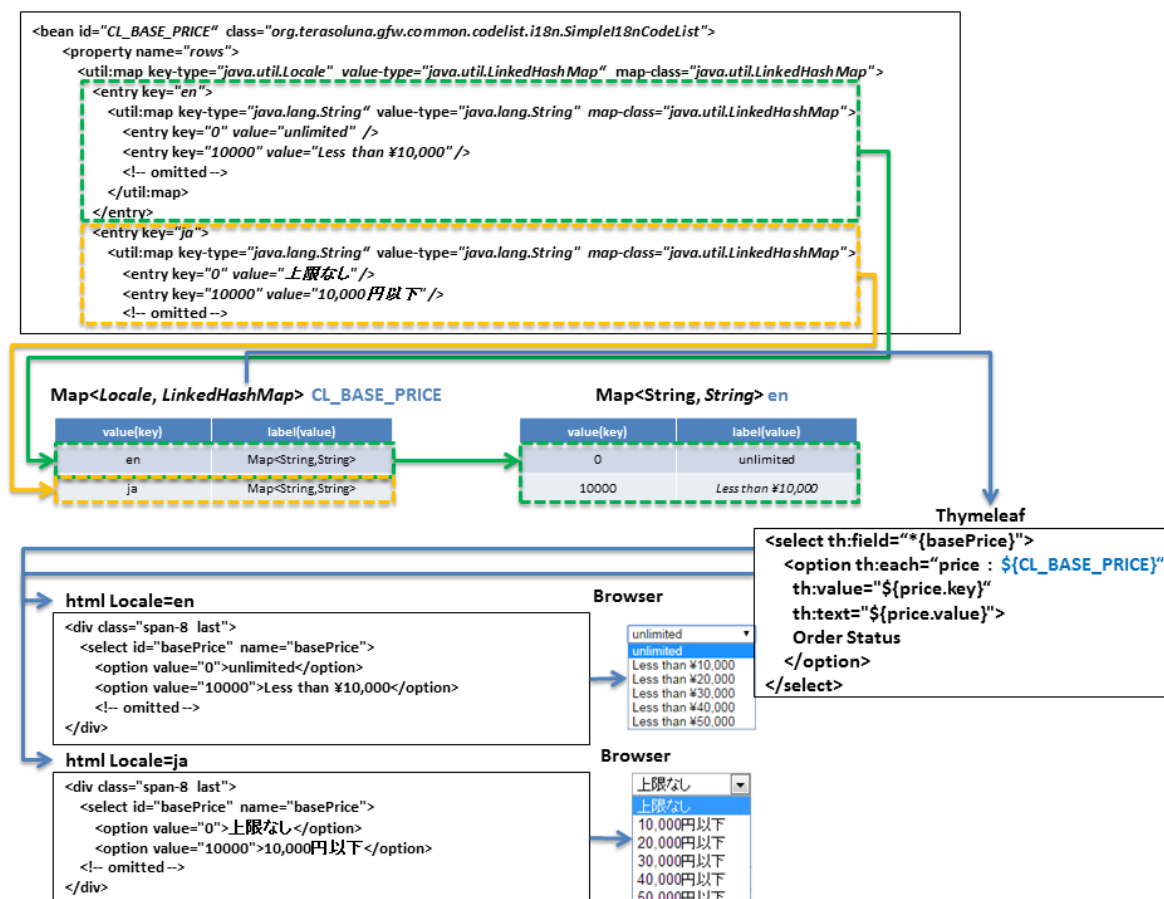 <bean id="CL_BASE_PRICE“ class="org.terasoluna.gfw.common.codelist.i18n.SimpleI18nCodeList">
<property name="rows">
<util:map key-type="java.util.Locale" value-type="java.util.LinkedHashMap“ map-class="java.util.LinkedHashMap">
<entry key="en">
<util:map key-type="java.lang.String“ value-type="java.lang.String" map-class="java.util.LinkedHashMap">
<entry key="0" value="unlimited" />
<entry key="10000" value="Less than ¥10,000"/>
<!-- omitted -->
</util:map>
</entry>
<entry key="ja">
<util:map key-type="java.lang.String“ value-type="java.lang.String" map-class="java.util.LinkedHashMap">
<entry key="0" value="上限なし"/>
<entry key="10000" value="10,000円以下"/>
<!-- omitted -->
Map<Locale, LinkedHashMap> CL_BASE_PRICE
value(key) label(value)
en Map<String,String>
ja Map<String,String>
Map<String, String> en
value(key) label(value)
0 unlimited
10000 Less than ¥10,000
Thymeleaf
<select th:field=“*{basePrice}">
<option th:each=“price : ${CL_BASE_PRICE}“
th:value="${price.key}“
th:text="${price.value}">
Order Status
</option>
</select>
html Locale=en
<div class="span-8 last">
<select id="basePrice" name="basePrice">
<option value="0">unlimited</option>
<option value="10000">Less than ¥10,000</option>
<!-- omitted -->
</div>
Browser
unlimited
unlimited
Less than ¥10,000
Less than ¥20,000
Less than ¥30,000
Less than ¥40,000
Less than ¥50,000
html Locale=ja
<div class="span-8 last">
<select id="basePrice" name="basePrice">
<option value="0">上限なし</option>
<option value="10000">10,000円以下</option>
<!-- omitted -->
</div>
Browser
上限なし
上限なし
10,000円以下
20,000円以下
30,000円以下
40,000円以下
50,000円以下